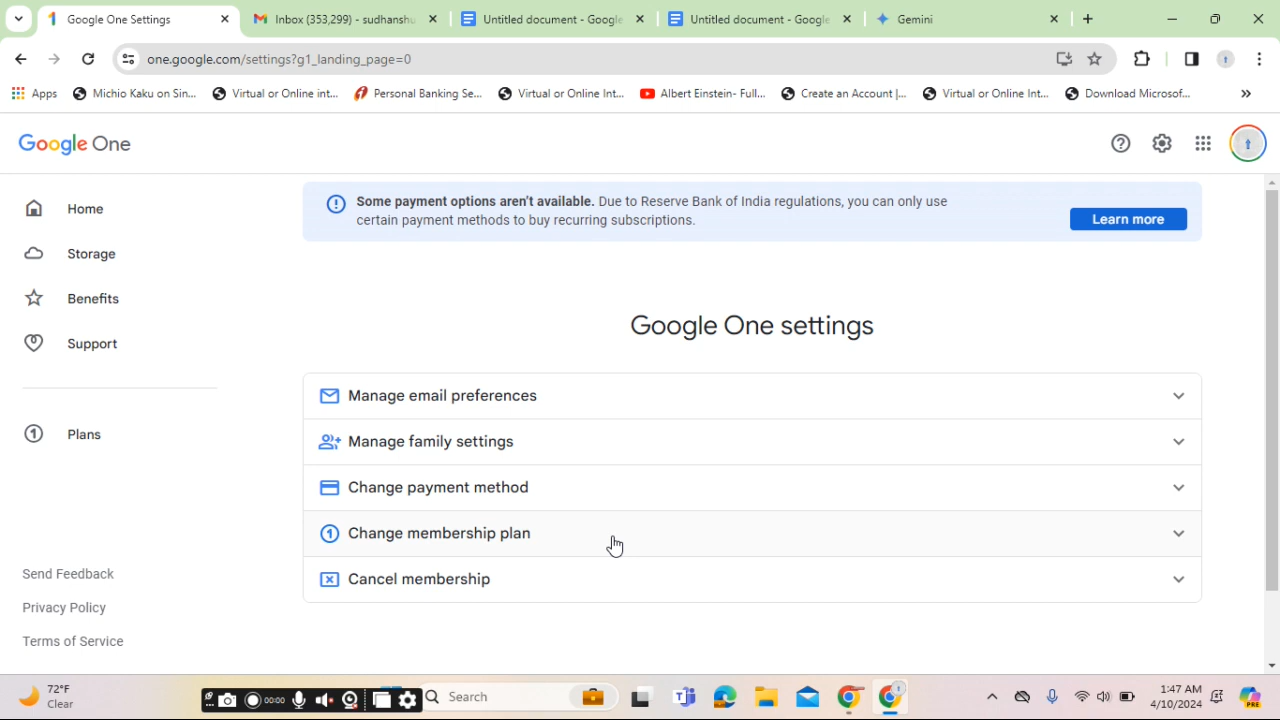 Google One Settings
Inbox (353,299) - sudhanshu
Untitled document - Google
Untitled document - Google
Gemini
one.google.com/settings?g1_landing_page=0
Apps
Michio Kaku on Sin...
Virtual or Online int...
Personal Banking Se...
Virtual or Online Int...
Albert Einstein- Full...
Create an Account |...
Virtual or Online Int...
Download Microsof...
»
Google One
Home
Storage
Benefits
Support
Plans
Send Feedback
Privacy Policy
Terms of Service
Some payment options aren't available. Due to Reserve Bank of India regulations, you can only use
certain payment methods to buy recurring subscriptions.
Learn more
Google One settings
Manage email preferences
Manage family settings
Change payment method
Change membership plan
Cancel membership
72°F
Clear
00:00
Search
1:47 AM
4/10/2024
PRE